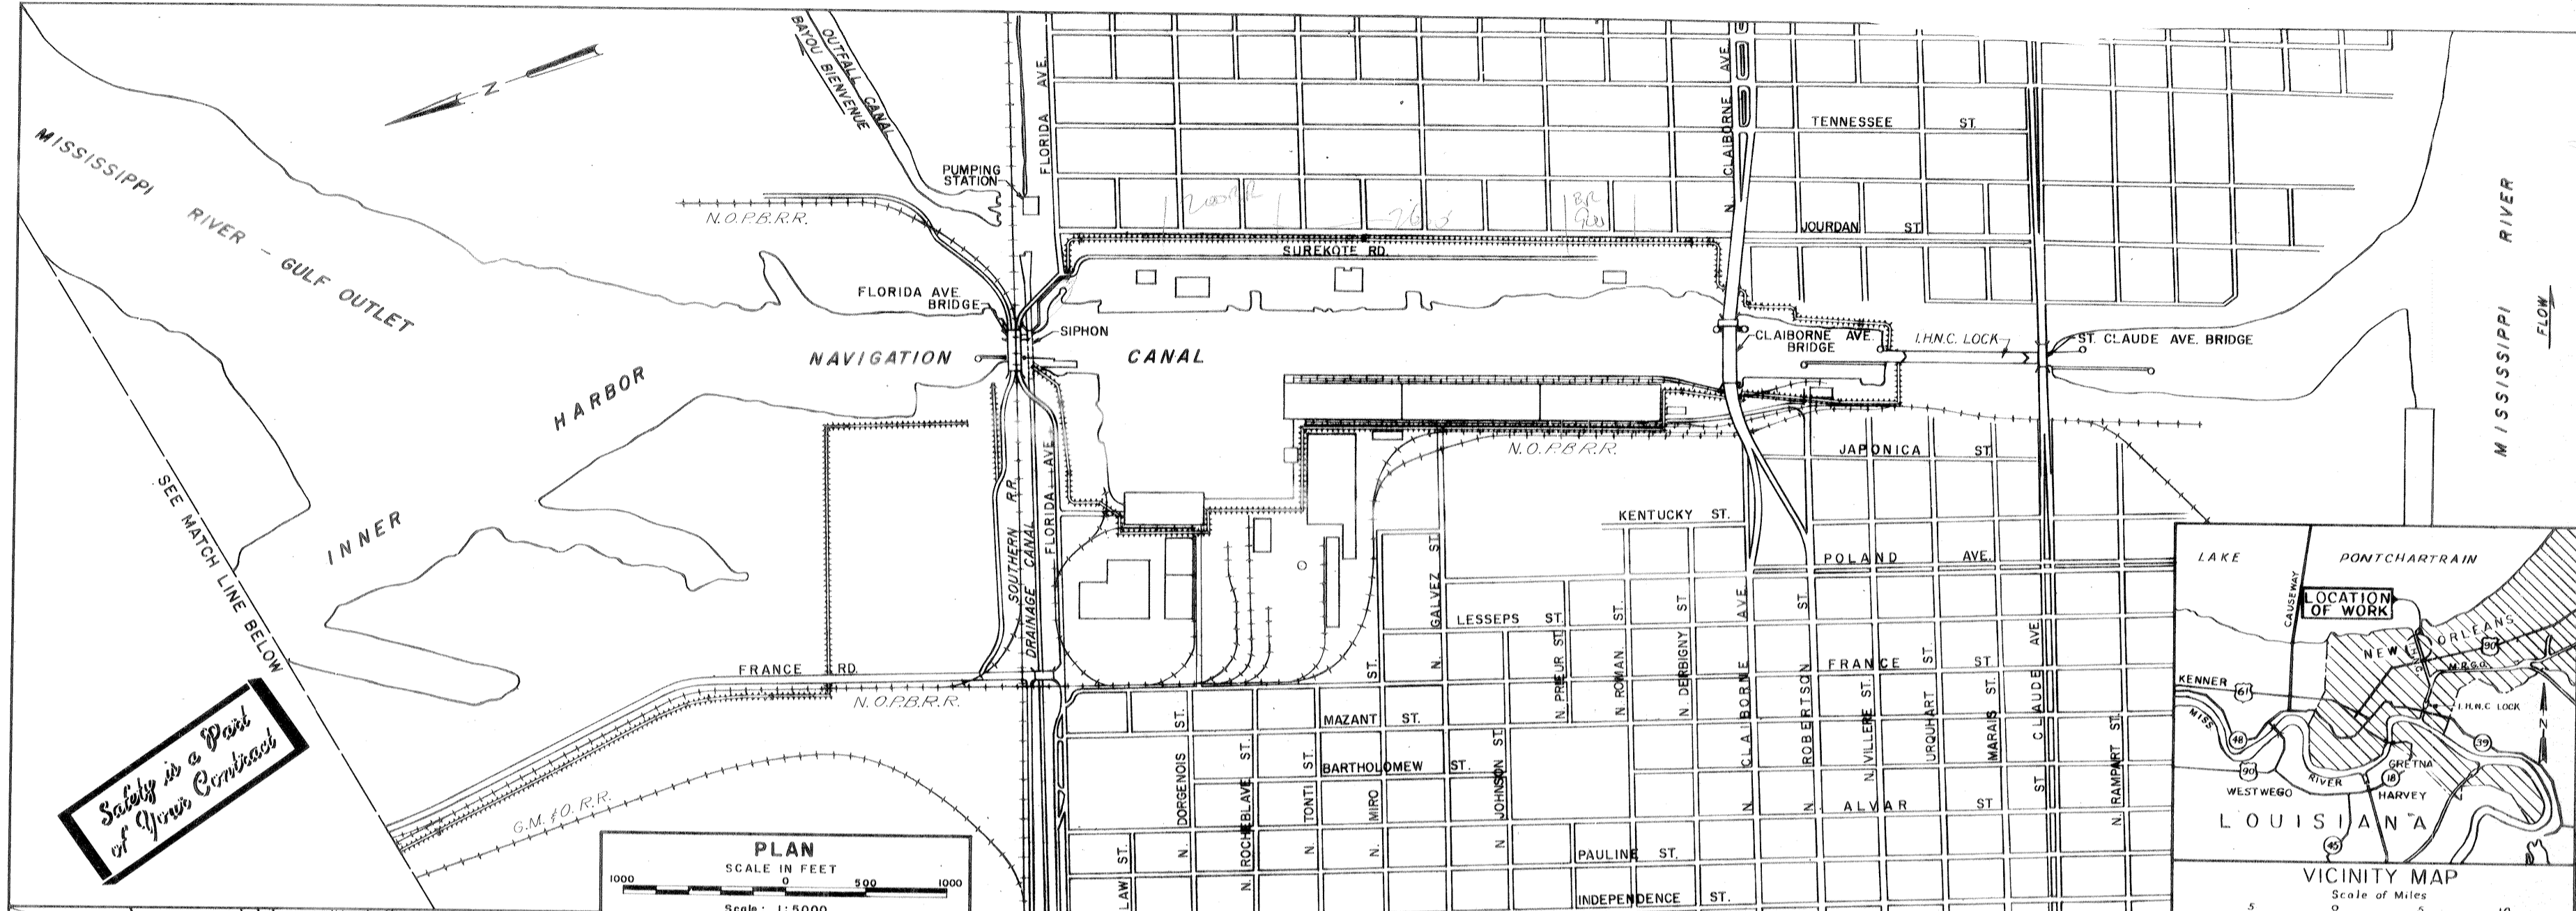 OUTFALL CANAL
BAYOU BIENVENUE
N
MISSISSIPPI RIVER - GULF OUTLET
N.O.P.B.R.R.
PUMPING
STATION
FLORIDA AVE.
N. CLAIBORNE AVE.
TENNESSEE ST.
2600
BR
900
JOURDAN ST.
SUREKOTE RD.
FLORIDA AVE.
BRIDGE
SIPHON
INNER HARBOR NAVIGATION CANAL
CLAIBORNE AVE.
BRIDGE
I.H.N.C. LOCK
ST. CLAUDE AVE. BRIDGE
MISSISSIPPI RIVER
MISSISSIPPI RIVER
FLOW
N.O.P.B.R.R.
JAPONICA ST.
KENTUCKY ST.
POLAND AVE.
SEE MATCH LINE BELOW
SOUTHERN R.R.
DRAINAGE CANAL
FLORIDA AVE
N. GALVEZ ST.
LESSEPS ST.
FRANCE RD.
N.O.P.B.R.R.
FRANCE ST.
MAZANT ST.
BARTHOLOMEW ST.
ALVAR ST
PAULINE ST.
INDEPENDENCE ST.
LAW ST.
N. DORGENOIS ST.
N. ROCHEBLAVE ST.
N. TONTI ST.
N. MIRO ST.
N. JOHNSON ST.
N. PRIEUR ST.
N. ROMAN ST.
N. DERBIGNY ST
N CLAIBORNE AVE.
N. ROBERTSON ST.
N. VILLERE ST.
URQUHART ST.
MARAIS ST.
ST CLAUDE AVE.
N. RAMPART ST.
G.M. & O. R.R.
Safety is a Part
of Your Contract
PLAN
SCALE IN FEET
1000 0 500 1000
Scale: 1:5000
LAKE PONTCHARTRAIN
CAUSEWAY
LOCATION
OF WORK
NEW ORLEANS
90
M.R.G.O.
KENNER
61
I.H.N.C LOCK
N
MISS.
48
39
90
GRETNA
18
RIVER
WESTWEGO
HARVEY
LOUISIANA
45
VICINITY MAP
Scale of Miles
5 0 5 10